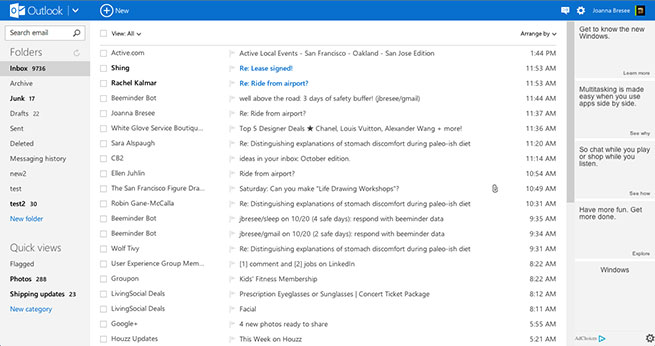 Outlook
New
Joanna Bresee
Search email
Folders
Inbox 9736
Archive
Junk 17
Drafts 22
Sent
Deleted
Messaging history
new2
test
test2 30
New folder
Quick views
Flagged
Photos 288
Shipping updates 23
New category
View: All
Arrange by
Active.com Active Local Events - San Francisco - Oakland - San Jose Edition 1:44 PM
Shing Re: Lease signed! 11:53 AM
Rachel Kalmar Re: Ride from airport? 11:53 AM
Beeminder Bot well above the road: 3 days of safety buffer! (jbresee/gmail) 11:44 AM
Joanna Bresee Re: Ride from airport? 11:37 AM
White Glove Service Boutiqu... Top 5 Designer Deals ★ Chanel, Louis Vuitton, Alexander Wang + more! 11:36 AM
Sara Alspaugh Re: Distinguishing explanations of stomach discomfort during paleo-ish diet 11:20 AM
CB2 ideas in your inbox: October edition. 11:14 AM
Ellen Juhlin Ride from airport? 10:54 AM
The San Francisco Figure Dra... Saturday: Can you make "Life Drawing Workshops"? 10:49 AM
Robin Gane-McCalla Re: Distinguishing explanations of stomach discomfort during paleo-ish diet 10:31 AM
Beeminder Bot jbresee/sleep on 10/20 (4 safe days): respond with beeminder data 9:35 AM
Beeminder Bot jbresee/gmail on 10/20 (2 safe days): respond with beeminder data 9:34 AM
Wolf Tivy Re: Distinguishing explanations of stomach discomfort during paleo-ish diet 9:31 AM
User Experience Group Mem... [1] comment and [2] jobs on LinkedIn 8:22 AM
Groupon Kids' Fitness Membership 8:22 AM
LivingSocial Deals Prescription Eyeglasses or Sunglasses | Concert Ticket Package 8:12 AM
LivingSocial Deals Facial 8:11 AM
Google+ 4 new photos ready to share 5:55 AM
Houzz Updates This Week on Houzz 5:21 AM
Get to know the new
Windows.
Learn more
Multitasking is made
easy when you use
apps side by side.
See why
So chat while you play
or shop while you
listen.
See how
Have more fun. Get
more done.
Explore
Windows
AdChoices